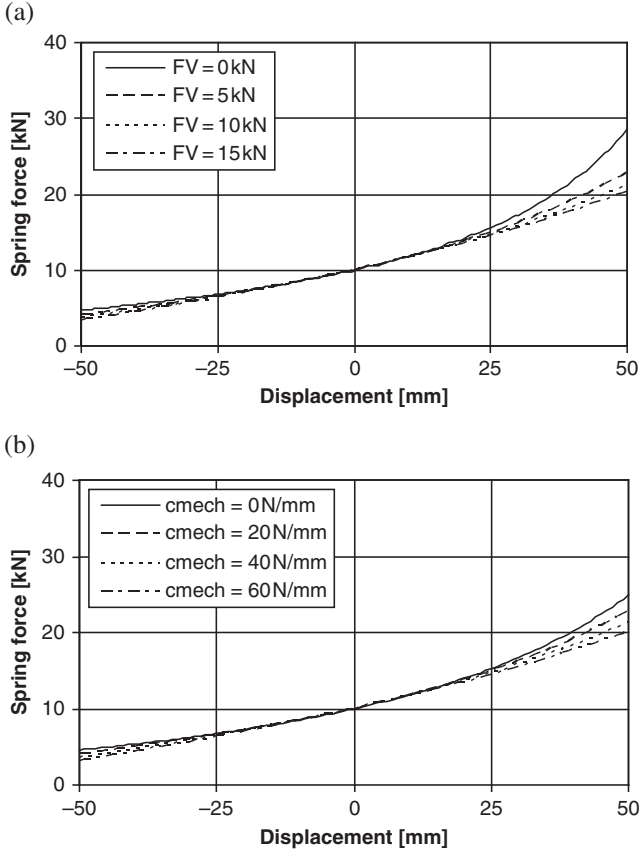 (a)
40
FV = 0 kN
FV = 5 kN
FV = 10 kN
FV = 15 kN
30
20
10
0
Spring force [kN]
–50
–25
0
25
50
Displacement [mm]
(b)
40
cmech = 0 N/mm
cmech = 20 N/mm
cmech = 40 N/mm
cmech = 60 N/mm
30
20
10
0
Spring force [kN]
–50
–25
0
25
50
Displacement [mm]